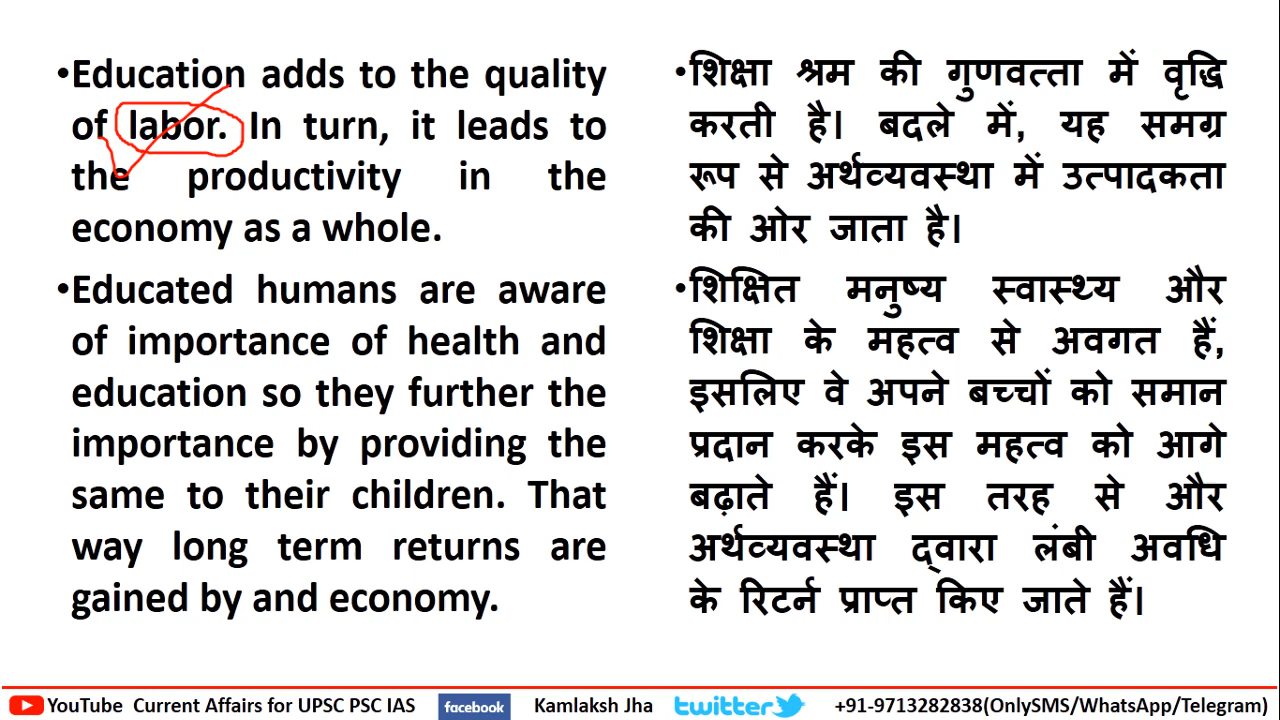 •Education adds to the quality
of labor. In turn, it leads to
the productivity in the
economy as a whole.
•Educated humans are aware
of importance of health and
education so they further the
importance by providing the
same to their children. That
way long term returns are
gained by and economy.
•शिक्षा श्रम की गुणवत्ता में वृद्धि
करती है। बदले में, यह समग्र
रूप से अर्थव्यवस्था में उत्पादकता
की ओर जाता है।
•शिक्षित मनुष्य स्वास्थ्य और
शिक्षा के महत्व से अवगत हैं,
इसलिए वे अपने बच्चों को समान
प्रदान करके इस महत्व को आगे
बढ़ाते हैं। इस तरह से और
अर्थव्यवस्था द्वारा लंबी अवधि
के रिटर्न प्राप्त किए जाते हैं।
YouTube Current Affairs for UPSC PSC IAS facebook Kamlaksh Jha twitter +91-9713282838(OnlySMS/WhatsApp/Telegram)